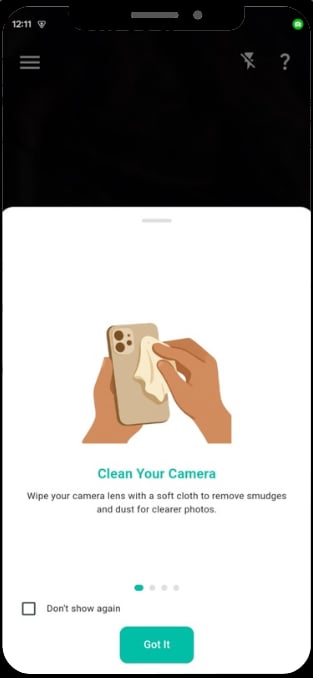 12:11
?
Clean Your Camera
Wipe your camera lens with a soft cloth to remove smudges
and dust for clearer photos.
Don't show again
Got It